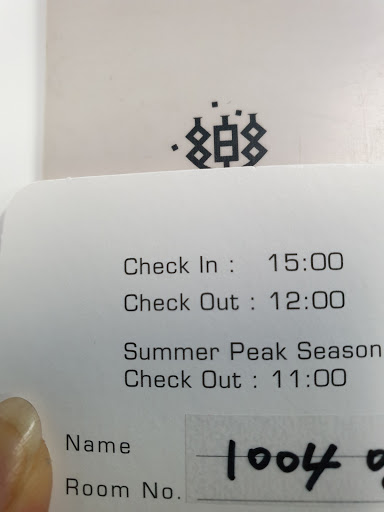 Check In : 15:00
Check Out : 12:00
Summer Peak Season
Check Out : 11:00
Name 1004
Room No.